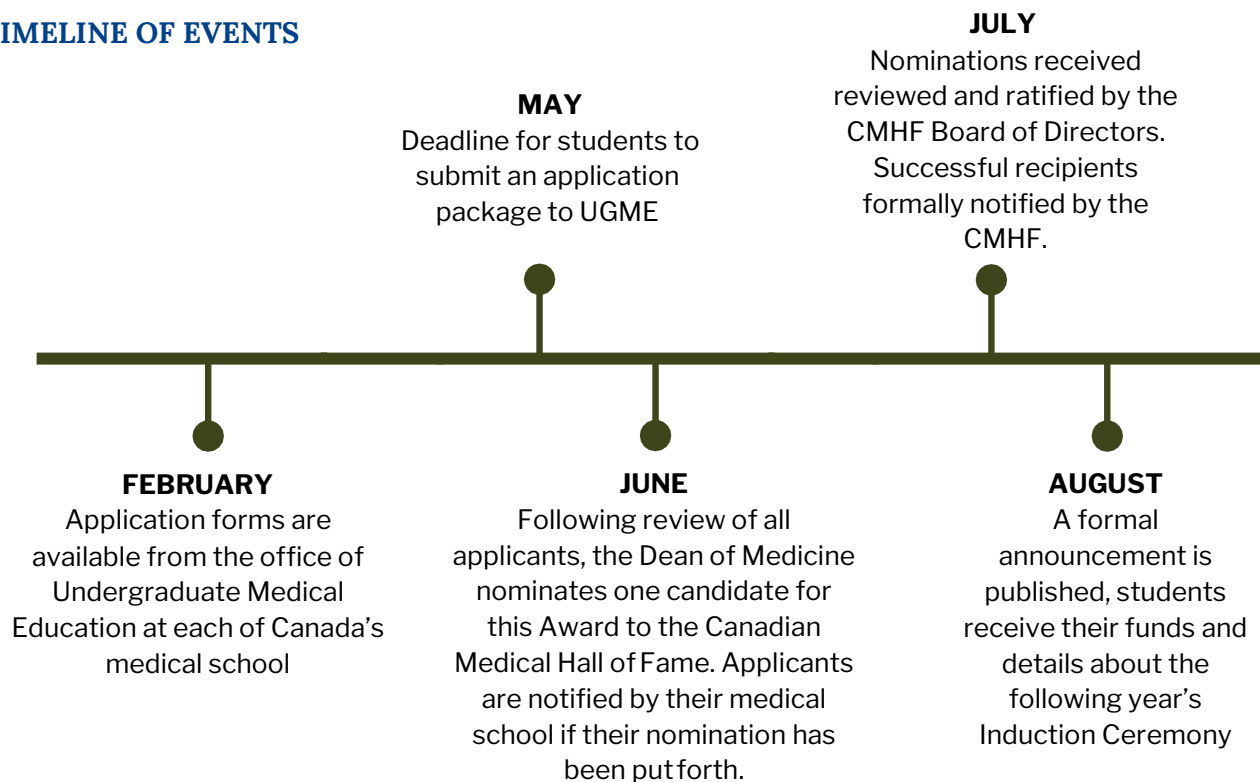 IMELINE OF EVENTS
FEBRUARY
Application forms are
available from the office of
Undergraduate Medical
Education at each of Canada’s
medical school
MAY
Deadline for students to
submit an application
package to UGME
JUNE
Following review of all
applicants, the Dean of Medicine
nominates one candidate for
this Award to the Canadian
Medical Hall of Fame. Applicants
are notified by their medical
school if their nomination has
been put forth.
JULY
Nominations received
reviewed and ratified by the
CMHF Board of Directors.
Successful recipients
formally notified by the
CMHF.
AUGUST
A formal
announcement is
published, students
receive their funds and
details about the
following year’s
Induction Ceremony